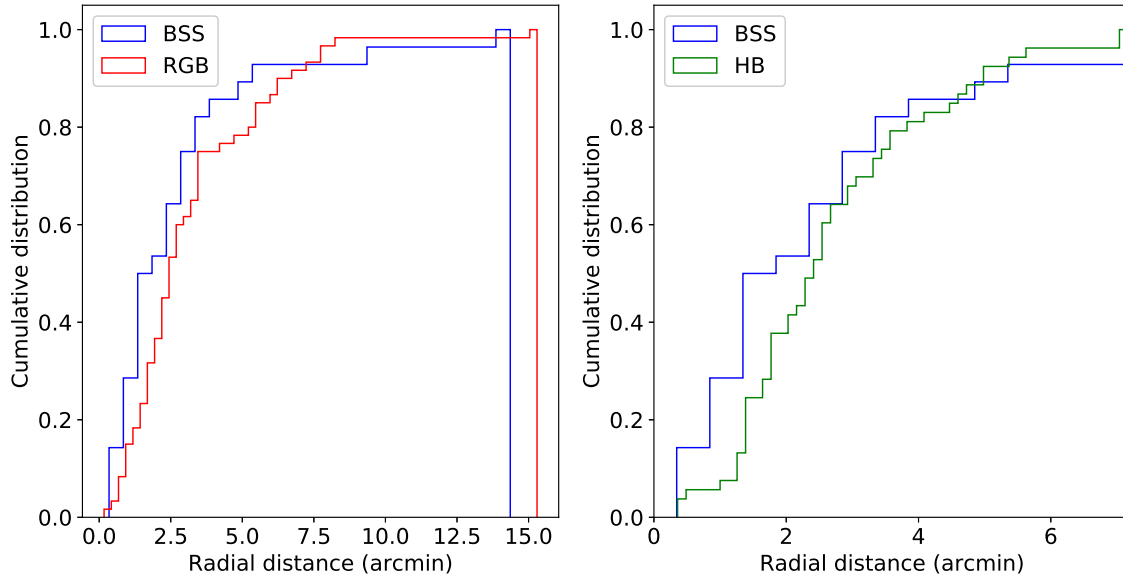 BSS
RGB
1.0
0.8
0.6
0.4
0.2
0.0
Cumulative distribution
0.0 2.5 5.0 7.5 10.0 12.5 15.0
Radial distance (arcmin)
BSS
HB
1.0
0.8
0.6
0.4
0.2
0.0
Cumulative distribution
0 2 4 6
Radial distance (arcmin)